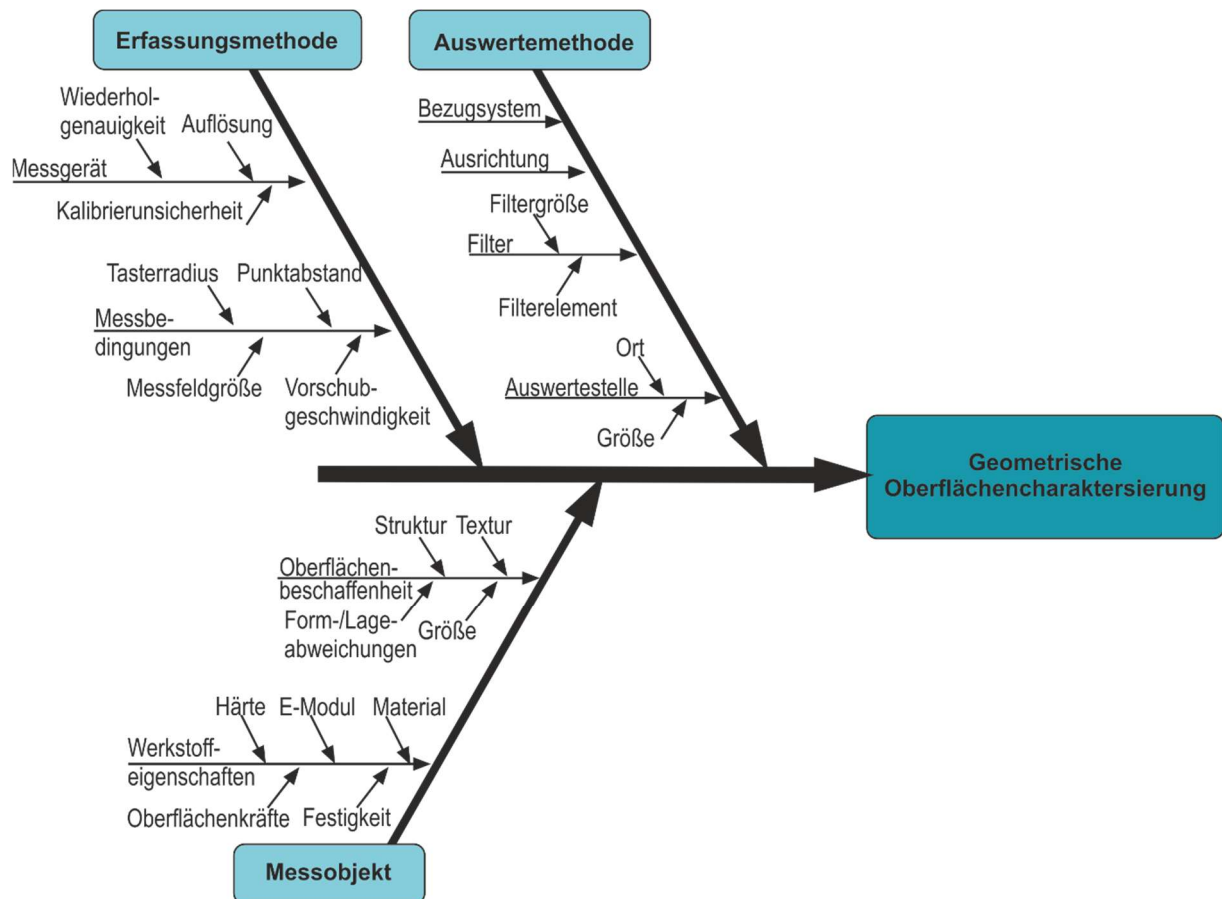 Erfassungsmethode
Auswertemethode
Wiederhol-
genauigkeit
Auflösung
Messgerät
Kalibrierunsicherheit
Tasterradius
Punktabstand
Messbe-
dingungen
Messfeldgröße
Vorschub-
geschwindigkeit
Bezugsystem
Ausrichtung
Filtergröße
Filter
Filterelement
Ort
Auswertestelle
Größe
Geometrische
Oberflächencharaktersierung
Struktur
Textur
Oberflächen-
beschaffenheit
Form-/Lage-
abweichungen
Größe
Härte
E-Modul
Material
Werkstoff-
eigenschaften
Oberflächenkräfte
Festigkeit
Messobjekt